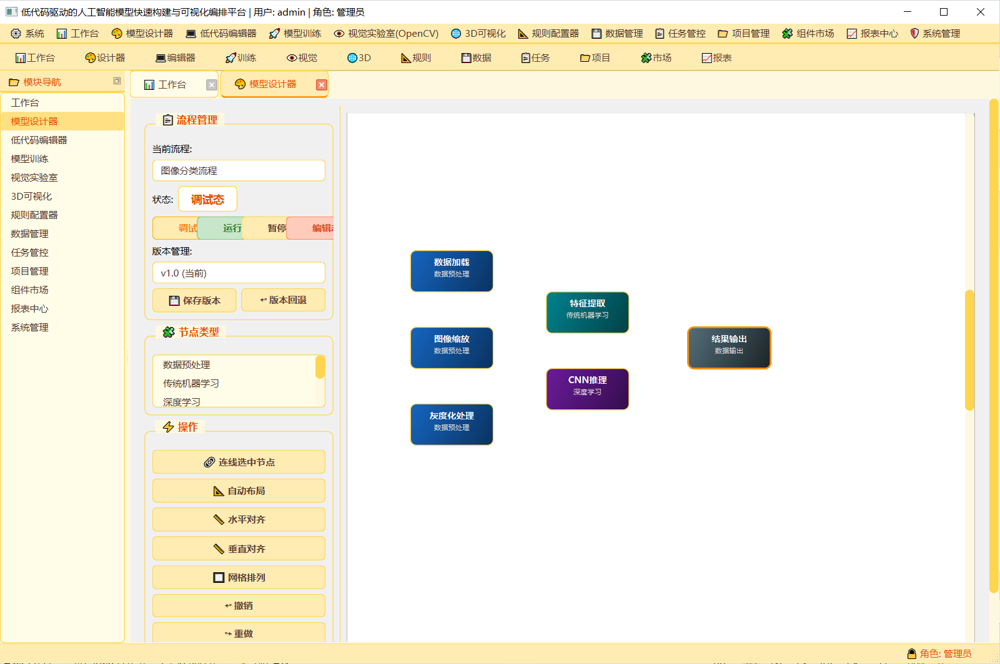 低代码驱动的人工智能模型快速构建与可视化编排平台 | 用户: admin | 角色: 管理员
系统 工作台 模型设计器 低代码编辑器 模型训练 视觉实验室(OpenCV) 3D可视化 规则配置器 数据管理 任务管控 项目管理 组件市场 报表中心 系统管理
工作台 设计器 编辑器 训练 视觉 3D 规则 数据 任务 项目 市场 报表
模块导航
工作台
模型设计器
低代码编辑器
模型训练
视觉实验室
3D可视化
规则配置器
数据管理
任务管控
项目管理
组件市场
报表中心
系统管理
工作台 模型设计器
流程管理
当前流程:
图像分类流程
状态: 调试态
调试 运行 暂停 编辑
版本管理:
v1.0 (当前)
保存版本 版本回退
节点类型
数据预处理
传统机器学习
深度学习
操作
连线选中节点
自动布局
水平对齐
垂直对齐
网格排列
撤销
重做
数据加载
数据预处理
图像缩放
数据预处理
灰度化处理
数据预处理
特征提取
传统机器学习
CNN推理
深度学习
结果输出
数据输出
角色: 管理员